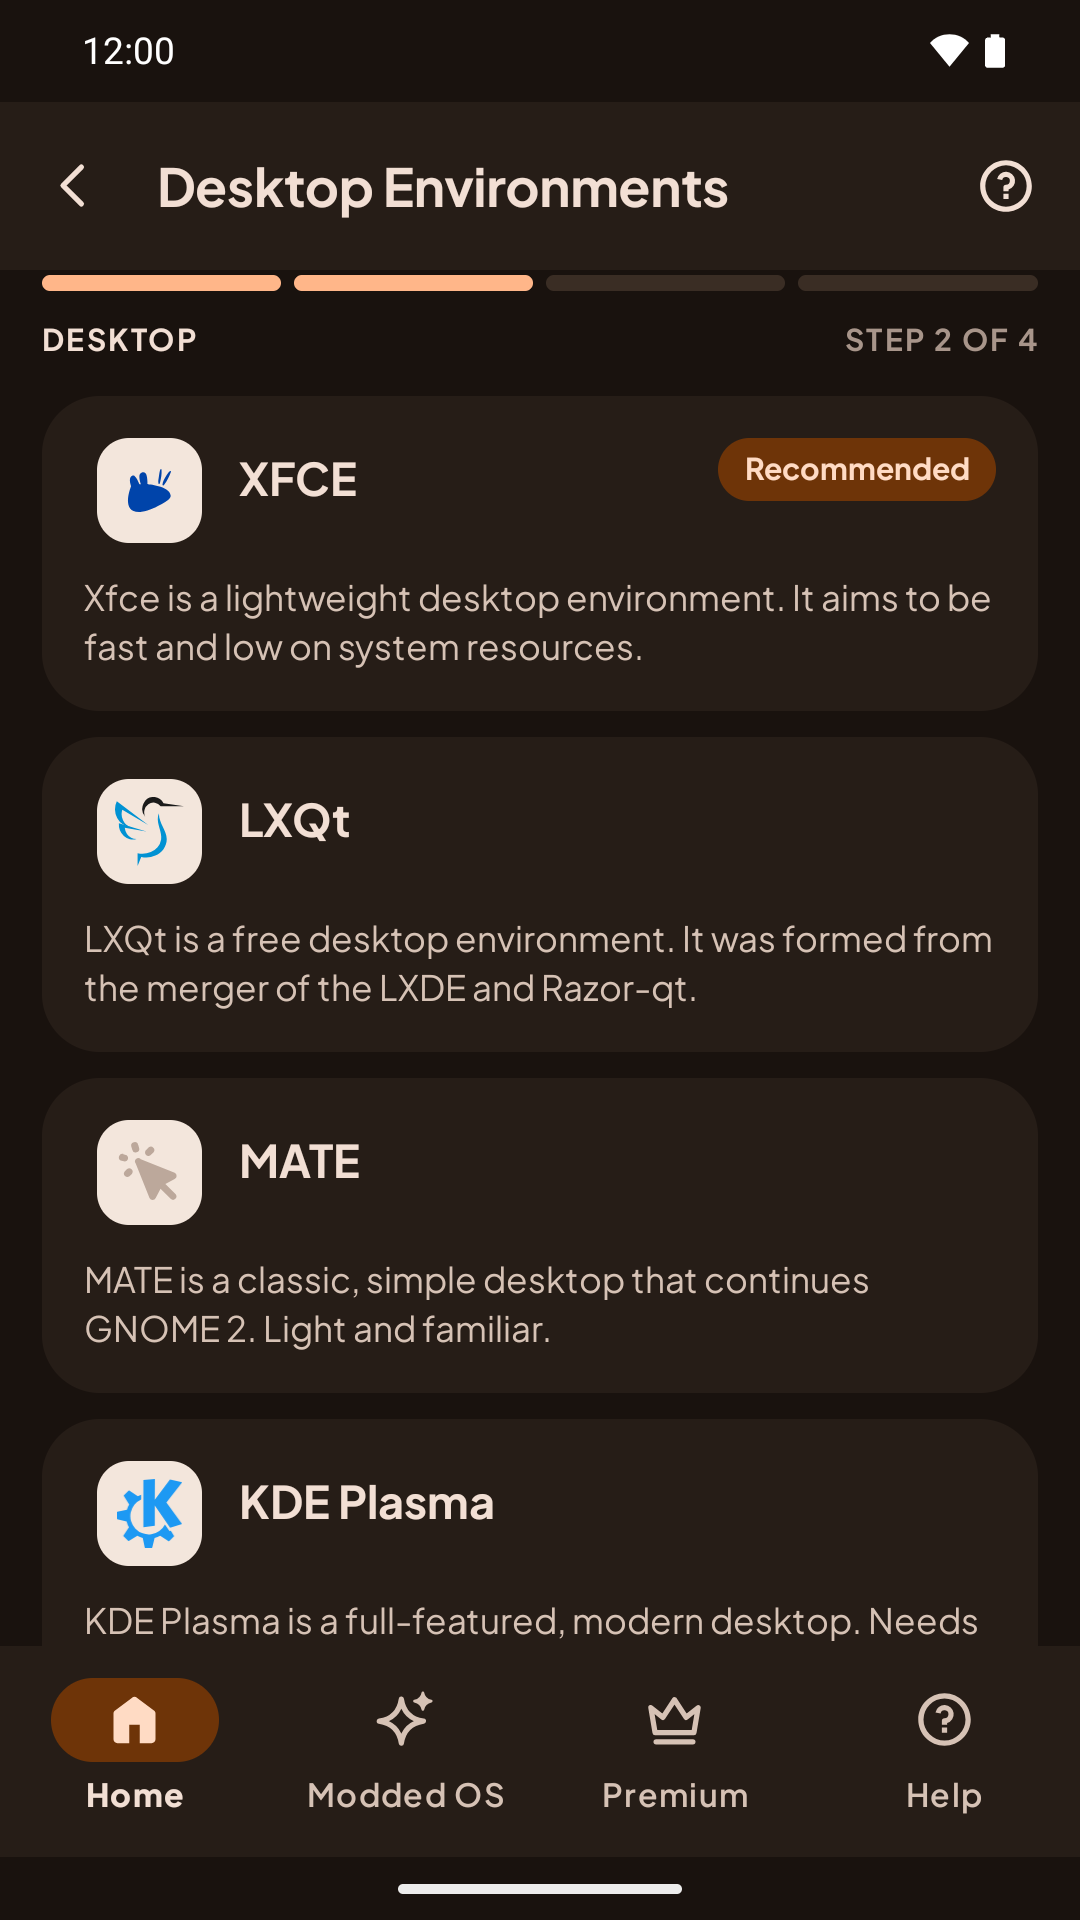 12:00
Desktop Environments
DESKTOP
STEP 2 OF 4
XFCE
Recommended
Xfce is a lightweight desktop environment. It aims to be
fast and low on system resources.
LXQt
LXQt is a free desktop environment. It was formed from
the merger of the LXDE and Razor-qt.
MATE
MATE is a classic, simple desktop that continues
GNOME 2. Light and familiar.
KDE Plasma
KDE Plasma is a full-featured, modern desktop. Needs
Home
Modded OS
Premium
Help